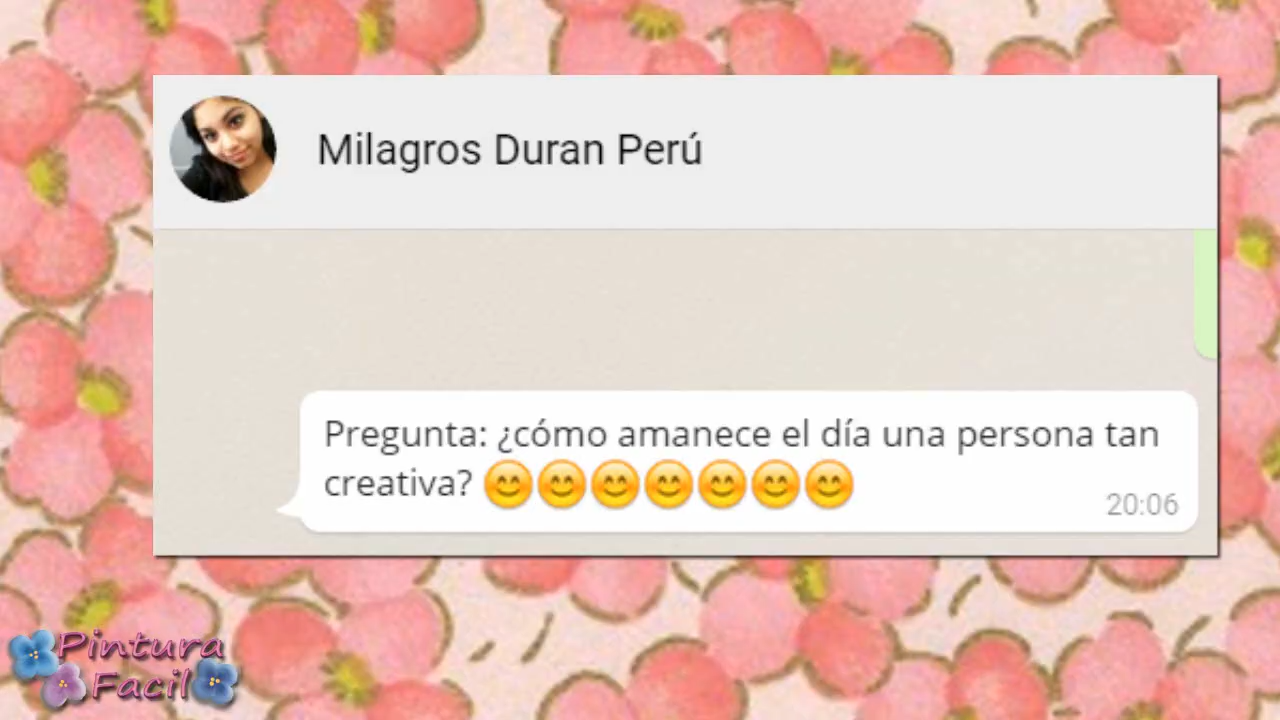 Milagros Duran Perú
Pregunta: ¿cómo amanece el día una persona tan
creativa? 😊😊😊😊😊😊😊
20:06
Pintura
Facil